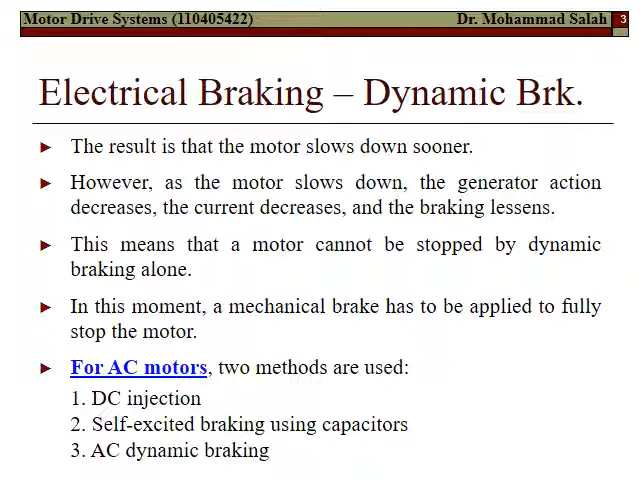 Motor Drive Systems (110405422) Dr. Mohammad Salah 3
Electrical Braking – Dynamic Brk.
The result is that the motor slows down sooner.
However, as the motor slows down, the generator action
decreases, the current decreases, and the braking lessens.
This means that a motor cannot be stopped by dynamic
braking alone.
In this moment, a mechanical brake has to be applied to fully
stop the motor.
For AC motors, two methods are used:
1. DC injection
2. Self-excited braking using capacitors
3. AC dynamic braking